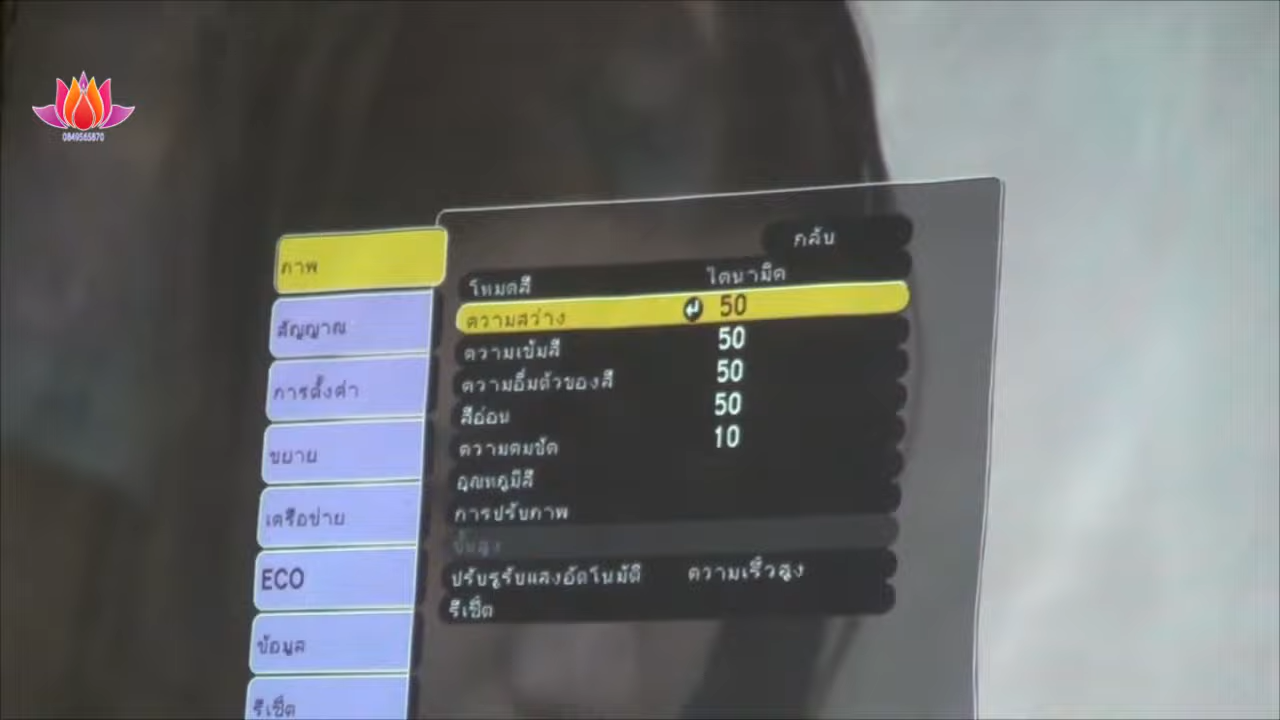 0849565870
กลับ
ภาพ
สัญญาณ
การตั้งค่า
ขยาย
เครือข่าย
ECO
ข้อมูล
รีเซ็ต
โหมดสี ไดนามิค
ความสว่าง 50
ความเข้มสี 50
ความอิ่มตัวของสี 50
สีอ่อน 50
ความคมชัด 10
อุณหภูมิสี
การปรับภาพ
ขั้นสูง
ปรับรูรับแสงอัตโนมัติ ความเร็วสูง
รีเซ็ต